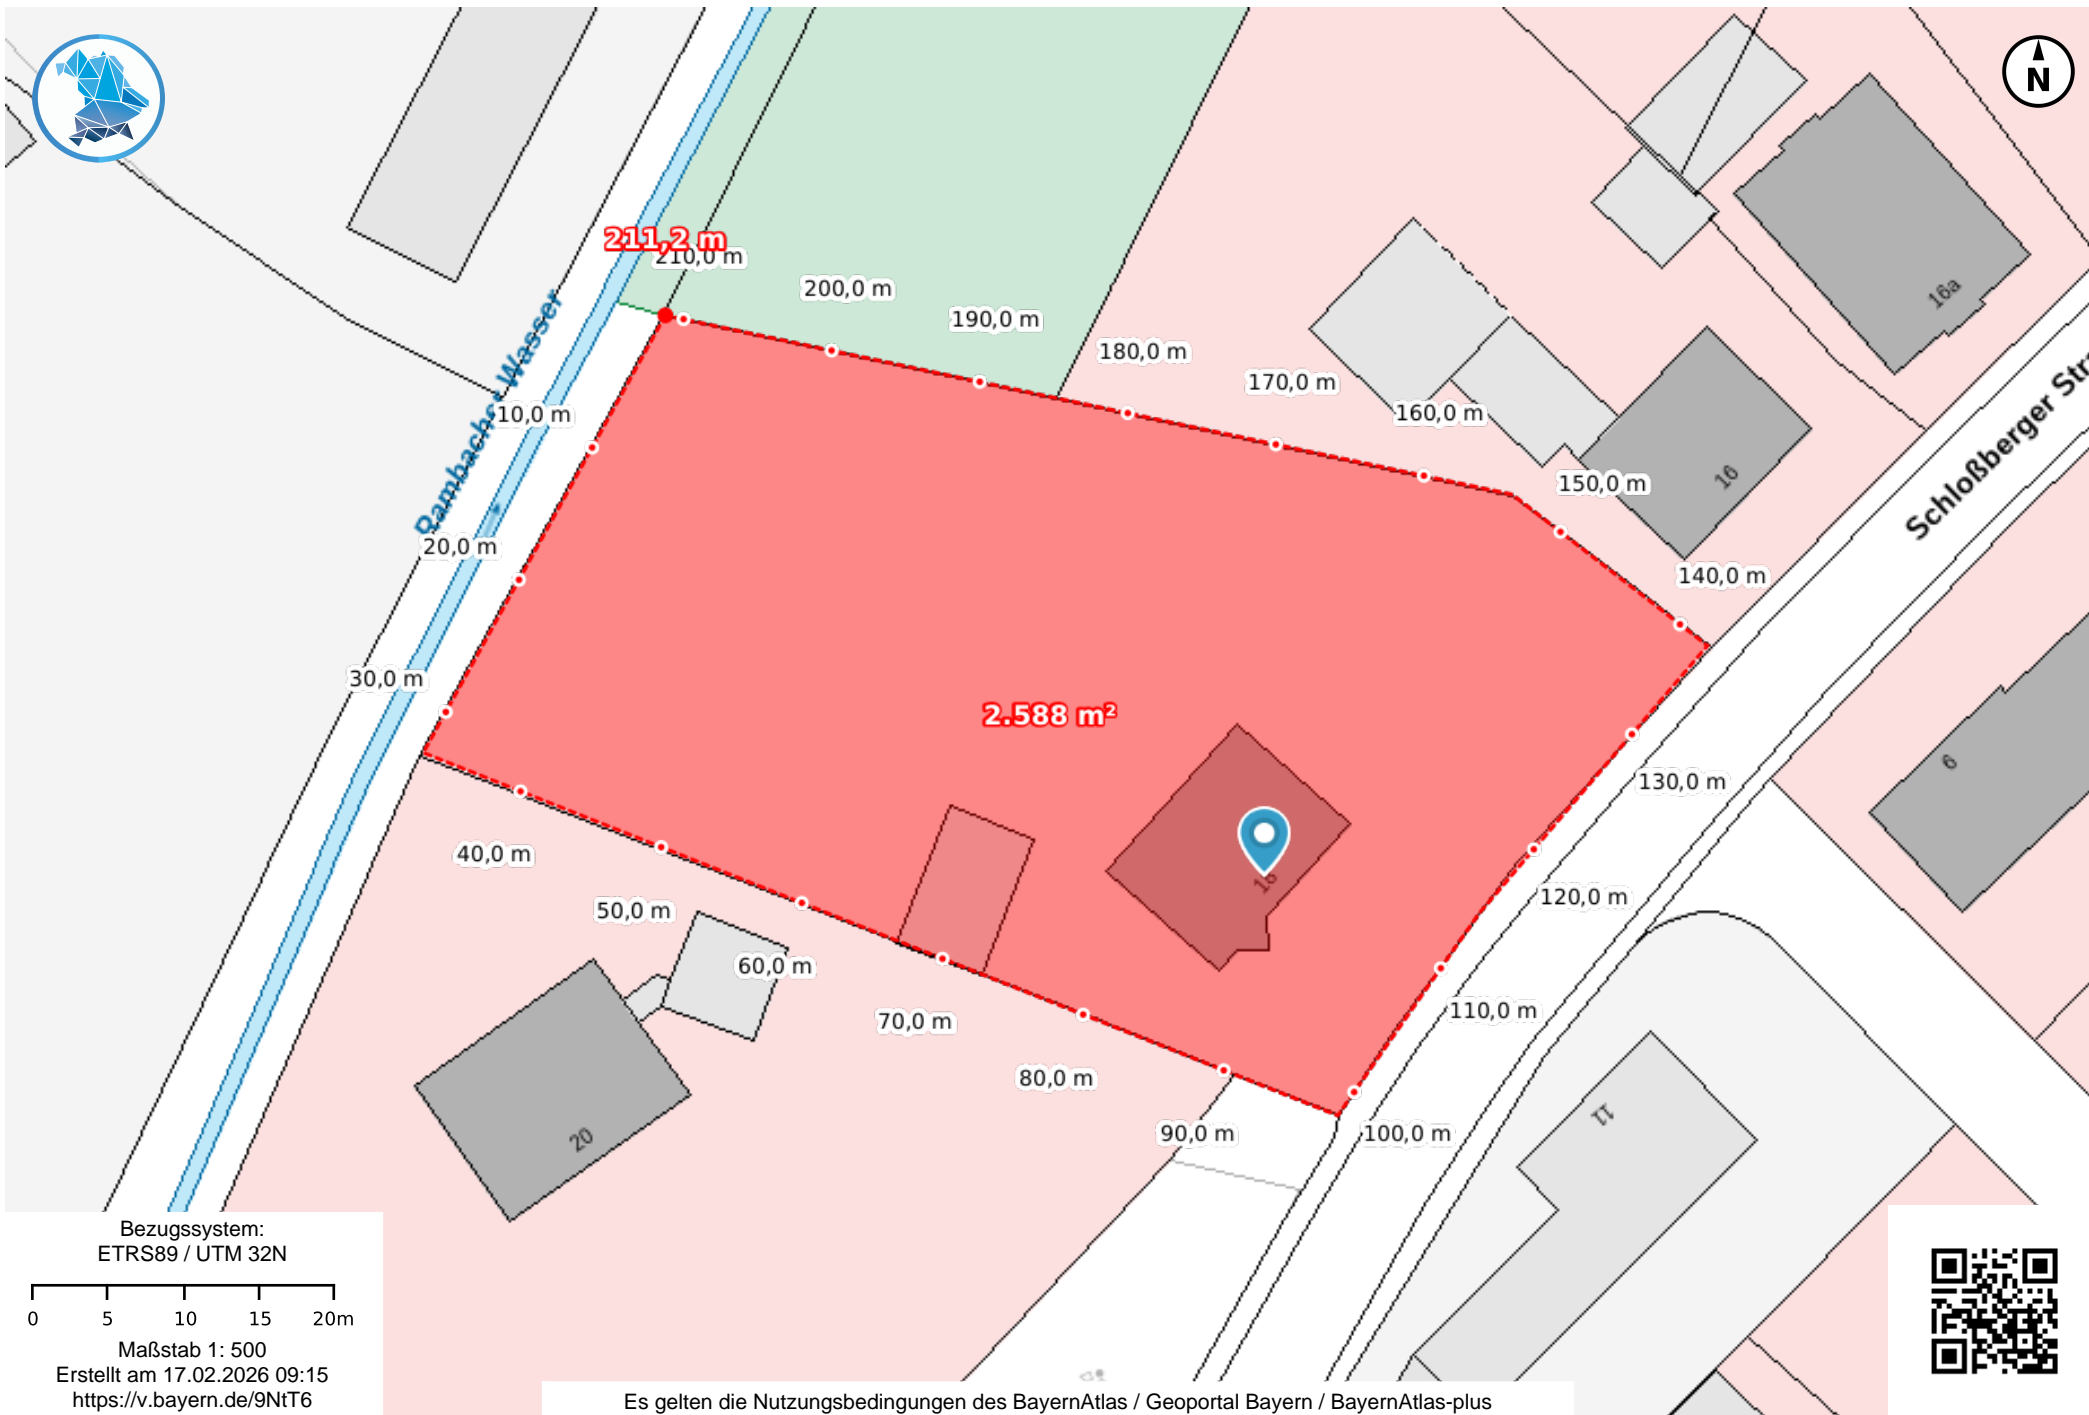 N
211,2 m
210,0 m
200,0 m
190,0 m
180,0 m
170,0 m
160,0 m
150,0 m
140,0 m
130,0 m
120,0 m
110,0 m
100,0 m
90,0 m
80,0 m
70,0 m
60,0 m
50,0 m
40,0 m
30,0 m
20,0 m
10,0 m
Rambacher Wasser
2.588 m²
16a
16
Schloßberger Str
6
18
11
20
Bezugssystem:
ETRS89 / UTM 32N
0 5 10 15 20m
Maßstab 1: 500
Erstellt am 17.02.2026 09:15
https://v.bayern.de/9NtT6
Es gelten die Nutzungsbedingungen des BayernAtlas / Geoportal Bayern / BayernAtlas-plus